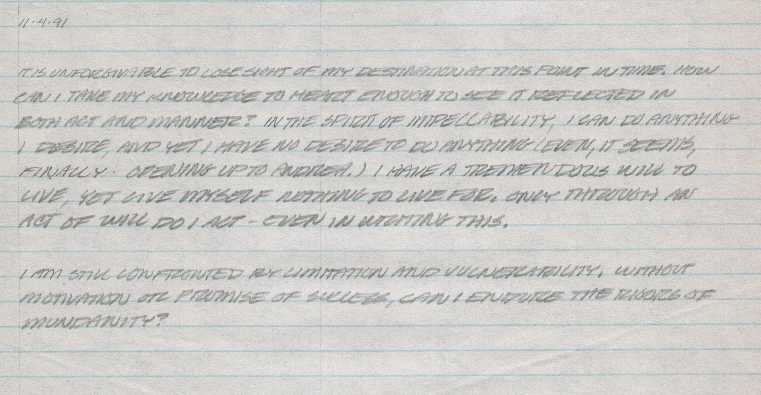 11·4·91
IT IS UNFORGIVABLE TO LOSE SIGHT OF MY DESTINATION AT THIS POINT IN TIME. HOW
CAN I TAKE MY KNOWLEDGE TO HEART ENOUGH TO SEE IT REFLECTED IN
BOTH ACT AND MANNER? IN THE SPIRIT OF IMPECCABILITY, I CAN DO ANYTHING
I DESIRE, AND YET I HAVE NO DESIRE TO DO ANYTHING (EVEN, IT SEEMS,
FINALLY · OPENING UP TO ANDREA.) I HAVE A TREMENDOUS WILL TO
LIVE, YET GIVE MYSELF NOTHING TO LIVE FOR. ONLY THROUGH AN
ACT OF WILL DO I ACT – EVEN IN WRITING THIS.
I AM STILL CONFRONTED BY LIMITATION AND VULNERABILITY. WITHOUT
MOTIVATION OR PROMISE OF SUCCESS, CAN I ENDURE THE RIGORS OF
MUNDANITY?